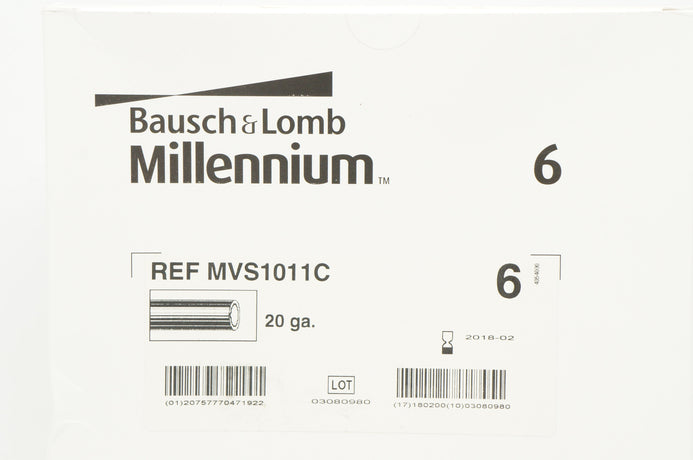 Bausch & Lomb
Millennium™ 6
REF MVS1011C 6
20 ga.
2018-02
LOT
03080980
(01)20757770471922
(17)180200(10)03080980